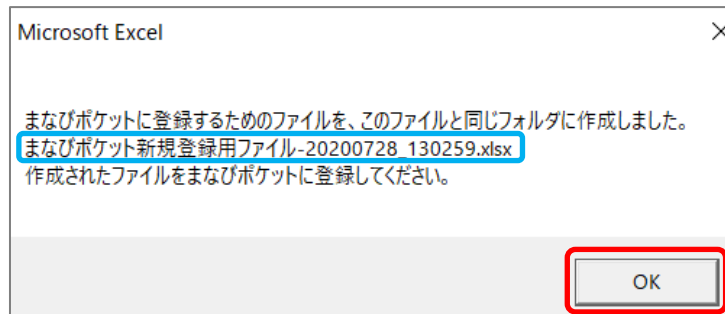 Microsoft Excel
まなびポケットに登録するためのファイルを、このファイルと同じフォルダに作成しました。
まなびポケット新規登録用ファイル-20200728_130259.xlsx
作成されたファイルをまなびポケットに登録してください。
OK